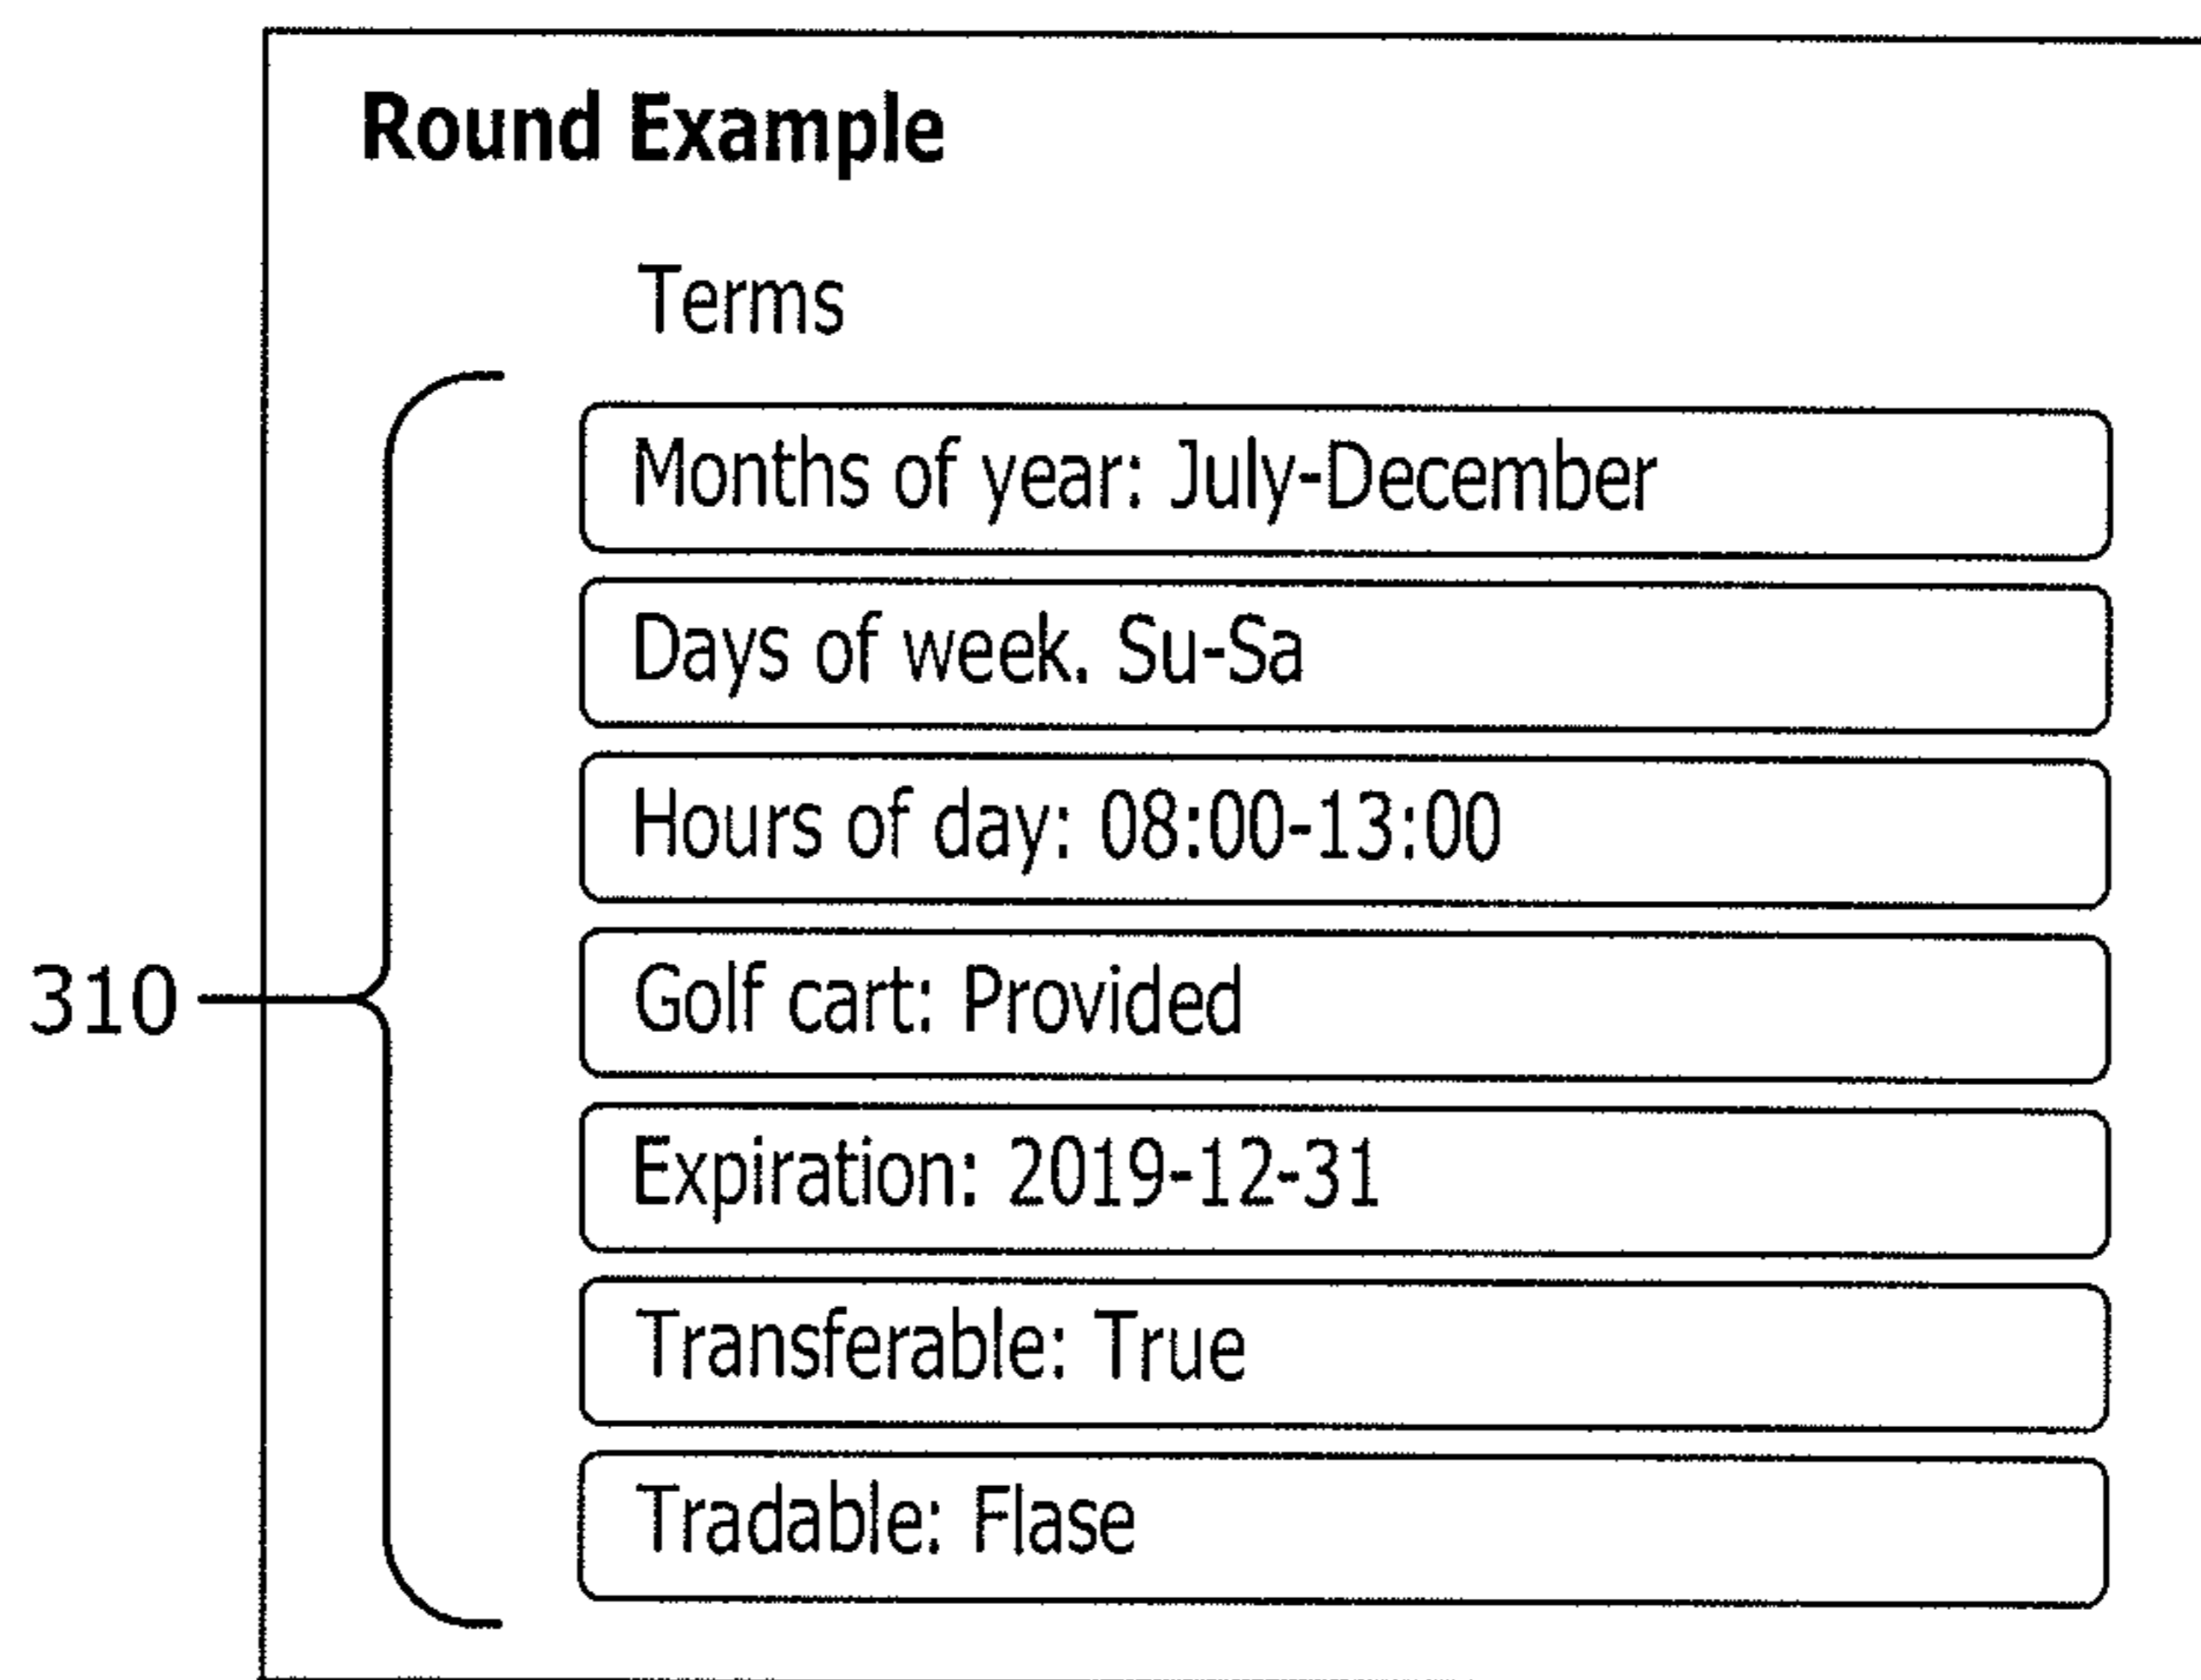 Round Example
Terms
Months of year: July-December
Days of week. Su-Sa
Hours of day: 08:00-13:00
310
Golf cart: Provided
Expiration: 2019-12-31
Transferable: True
Tradable: Flase